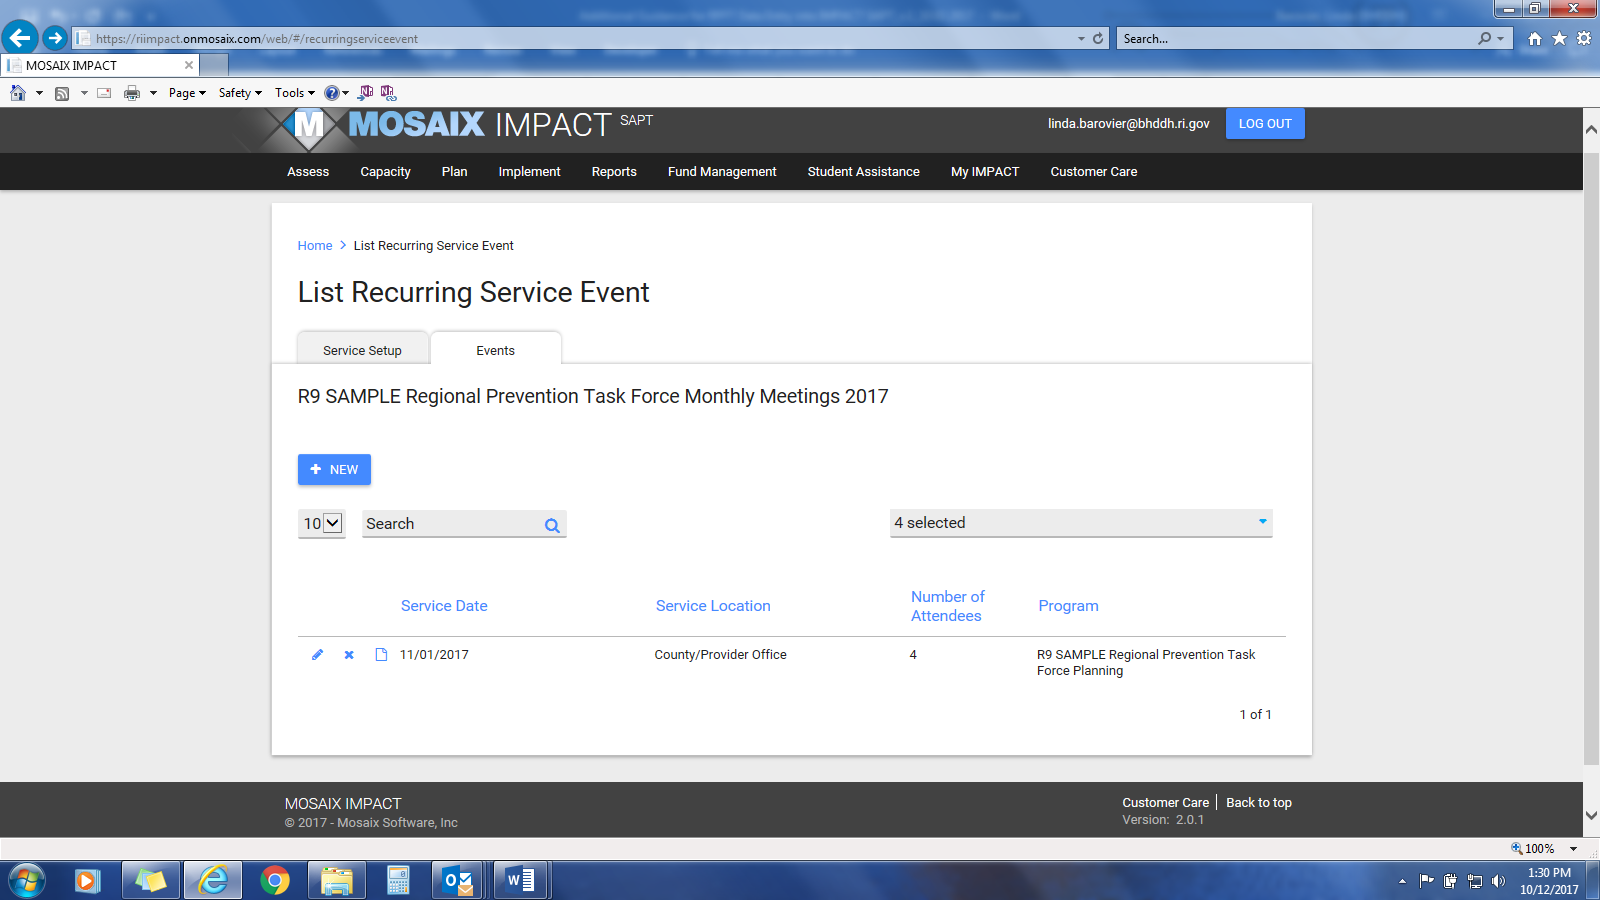 https://riimpact.onmosaix.com/web/#/recurringserviceevent
Search...
MOSAIX IMPACT
Page
Safety
Tools
MOSAIX IMPACT SAPT
linda.barovier@bhddh.ri.gov
LOG OUT
Assess
Capacity
Plan
Implement
Reports
Fund Management
Student Assistance
My IMPACT
Customer Care
Home > List Recurring Service Event
List Recurring Service Event
Service Setup
Events
R9 SAMPLE Regional Prevention Task Force Monthly Meetings 2017
+ NEW
10
Search
4 selected
Service Date
Service Location
Number of
Attendees
Program
11/01/2017
County/Provider Office
4
R9 SAMPLE Regional Prevention Task
Force Planning
1 of 1
MOSAIX IMPACT
© 2017 - Mosaix Software, Inc
Customer Care | Back to top
Version: 2.0.1
100%
1:30 PM
10/12/2017